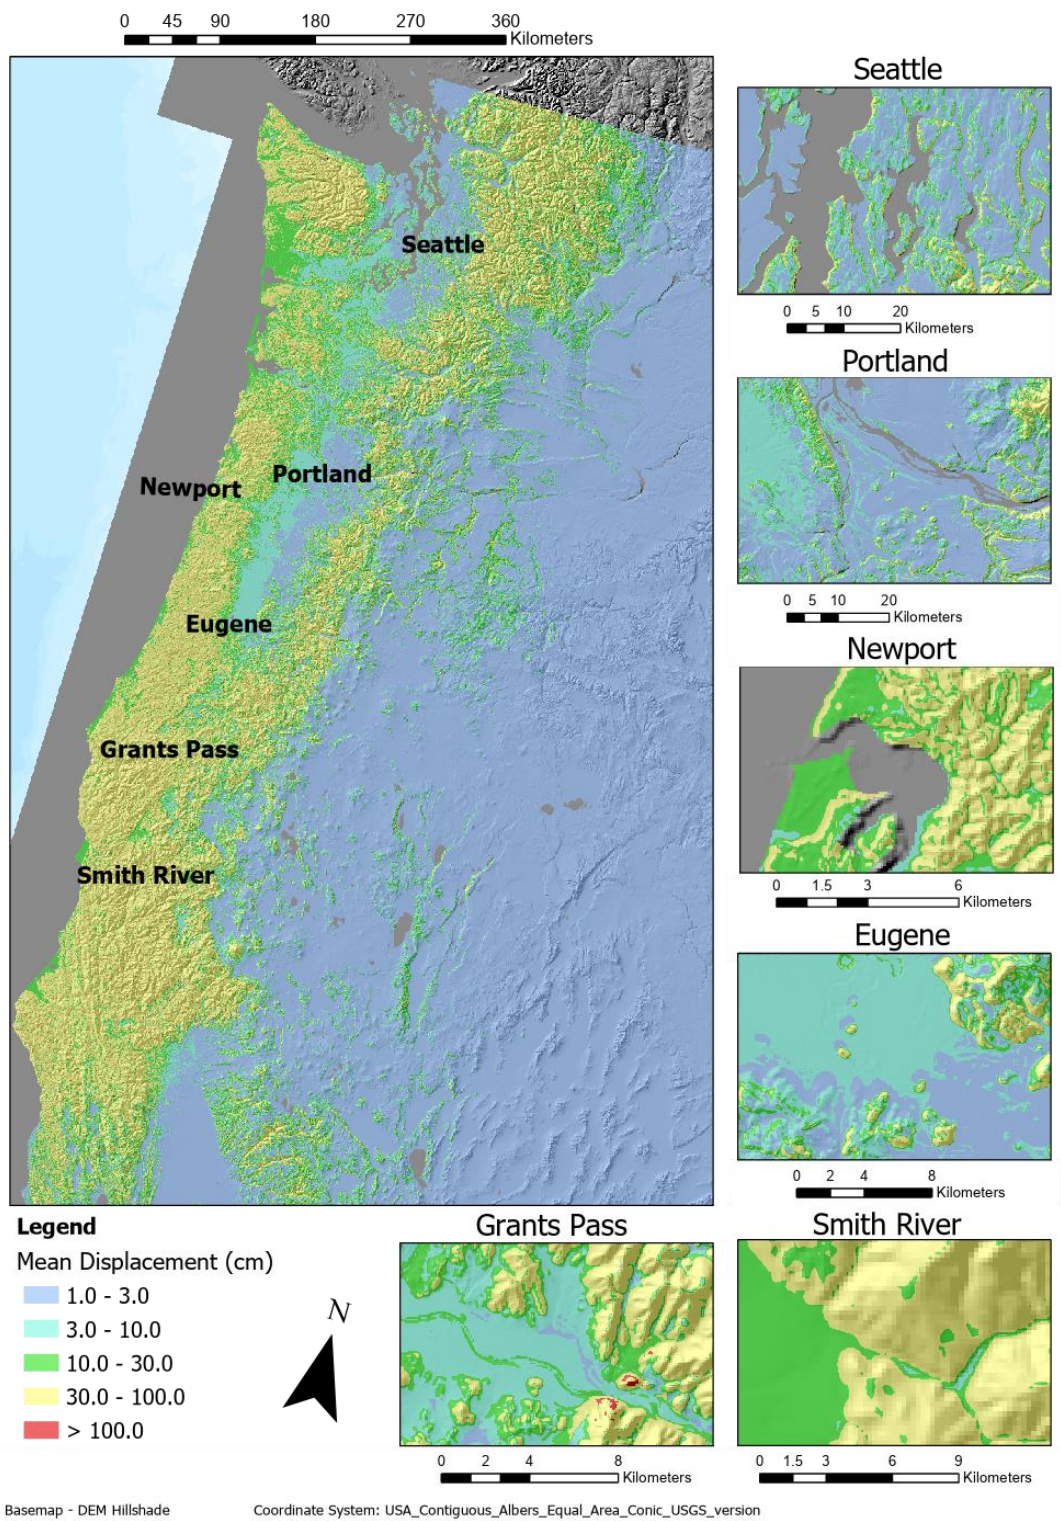 0 45 90 180 270 360
Kilometers
Seattle
Newport
Portland
Eugene
Grants Pass
Smith River
Seattle
0 5 10 20
Kilometers
Portland
0 5 10 20
Kilometers
Newport
0 1.5 3 6
Kilometers
Eugene
0 2 4 8
Kilometers
Legend
Mean Displacement (cm)
1.0 - 3.0
3.0 - 10.0
10.0 - 30.0
30.0 - 100.0
> 100.0
N
Grants Pass
0 2 4 8
Kilometers
Smith River
0 1.5 3 6 9
Kilometers
Basemap - DEM Hillshade
Coordinate System: USA_Contiguous_Albers_Equal_Area_Conic_USGS_version